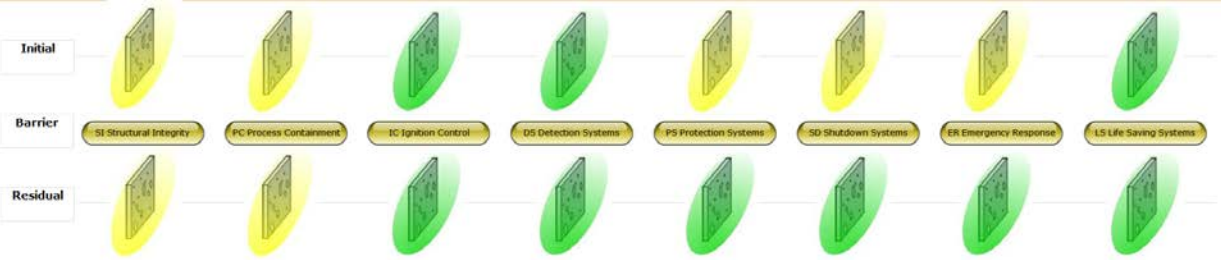 Initial
Barrier
SI Structural Integrity
PC Process Containment
IC Ignition Control
DS Detection Systems
PS Protection Systems
SD Shutdown Systems
ER Emergency Response
LS Life Saving Systems
Residual